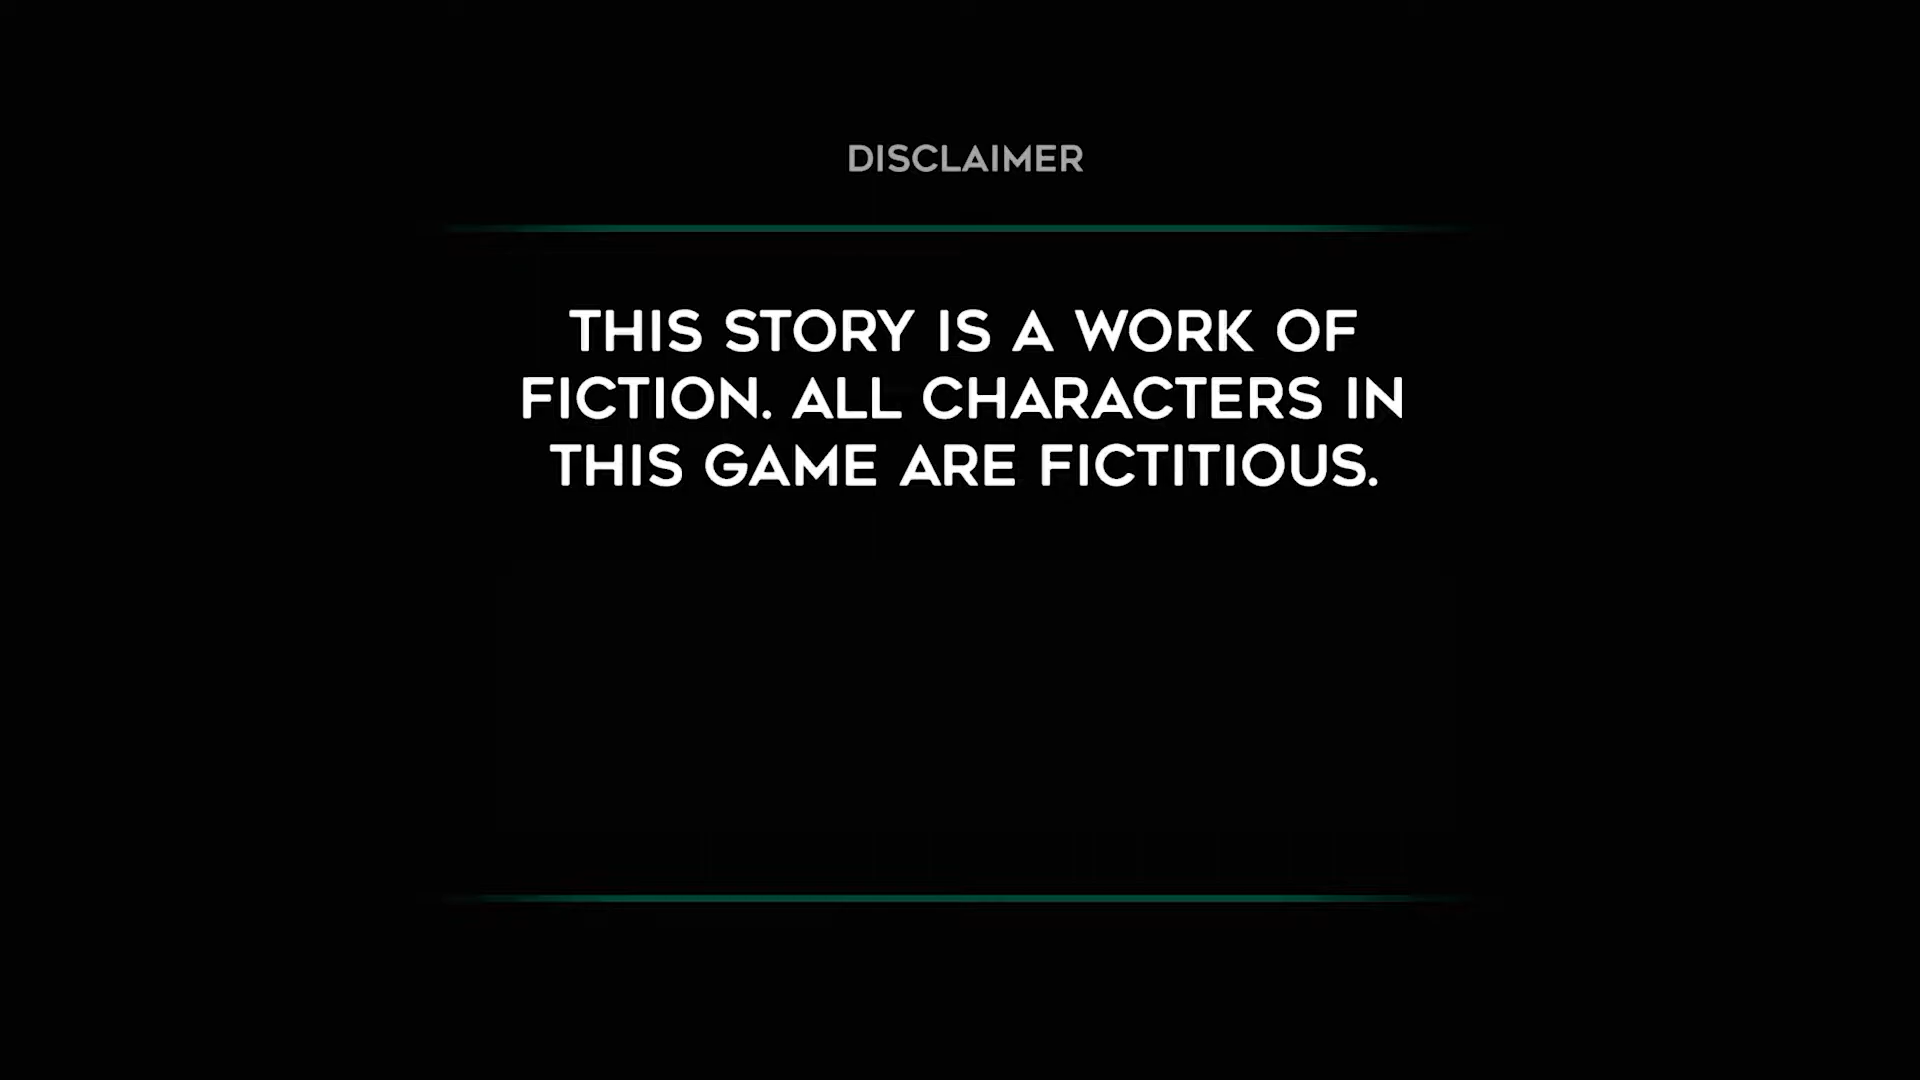 DISCLAIMER
THIS STORY IS A WORK OF
FICTION. ALL CHARACTERS IN
THIS GAME ARE FICTITIOUS.